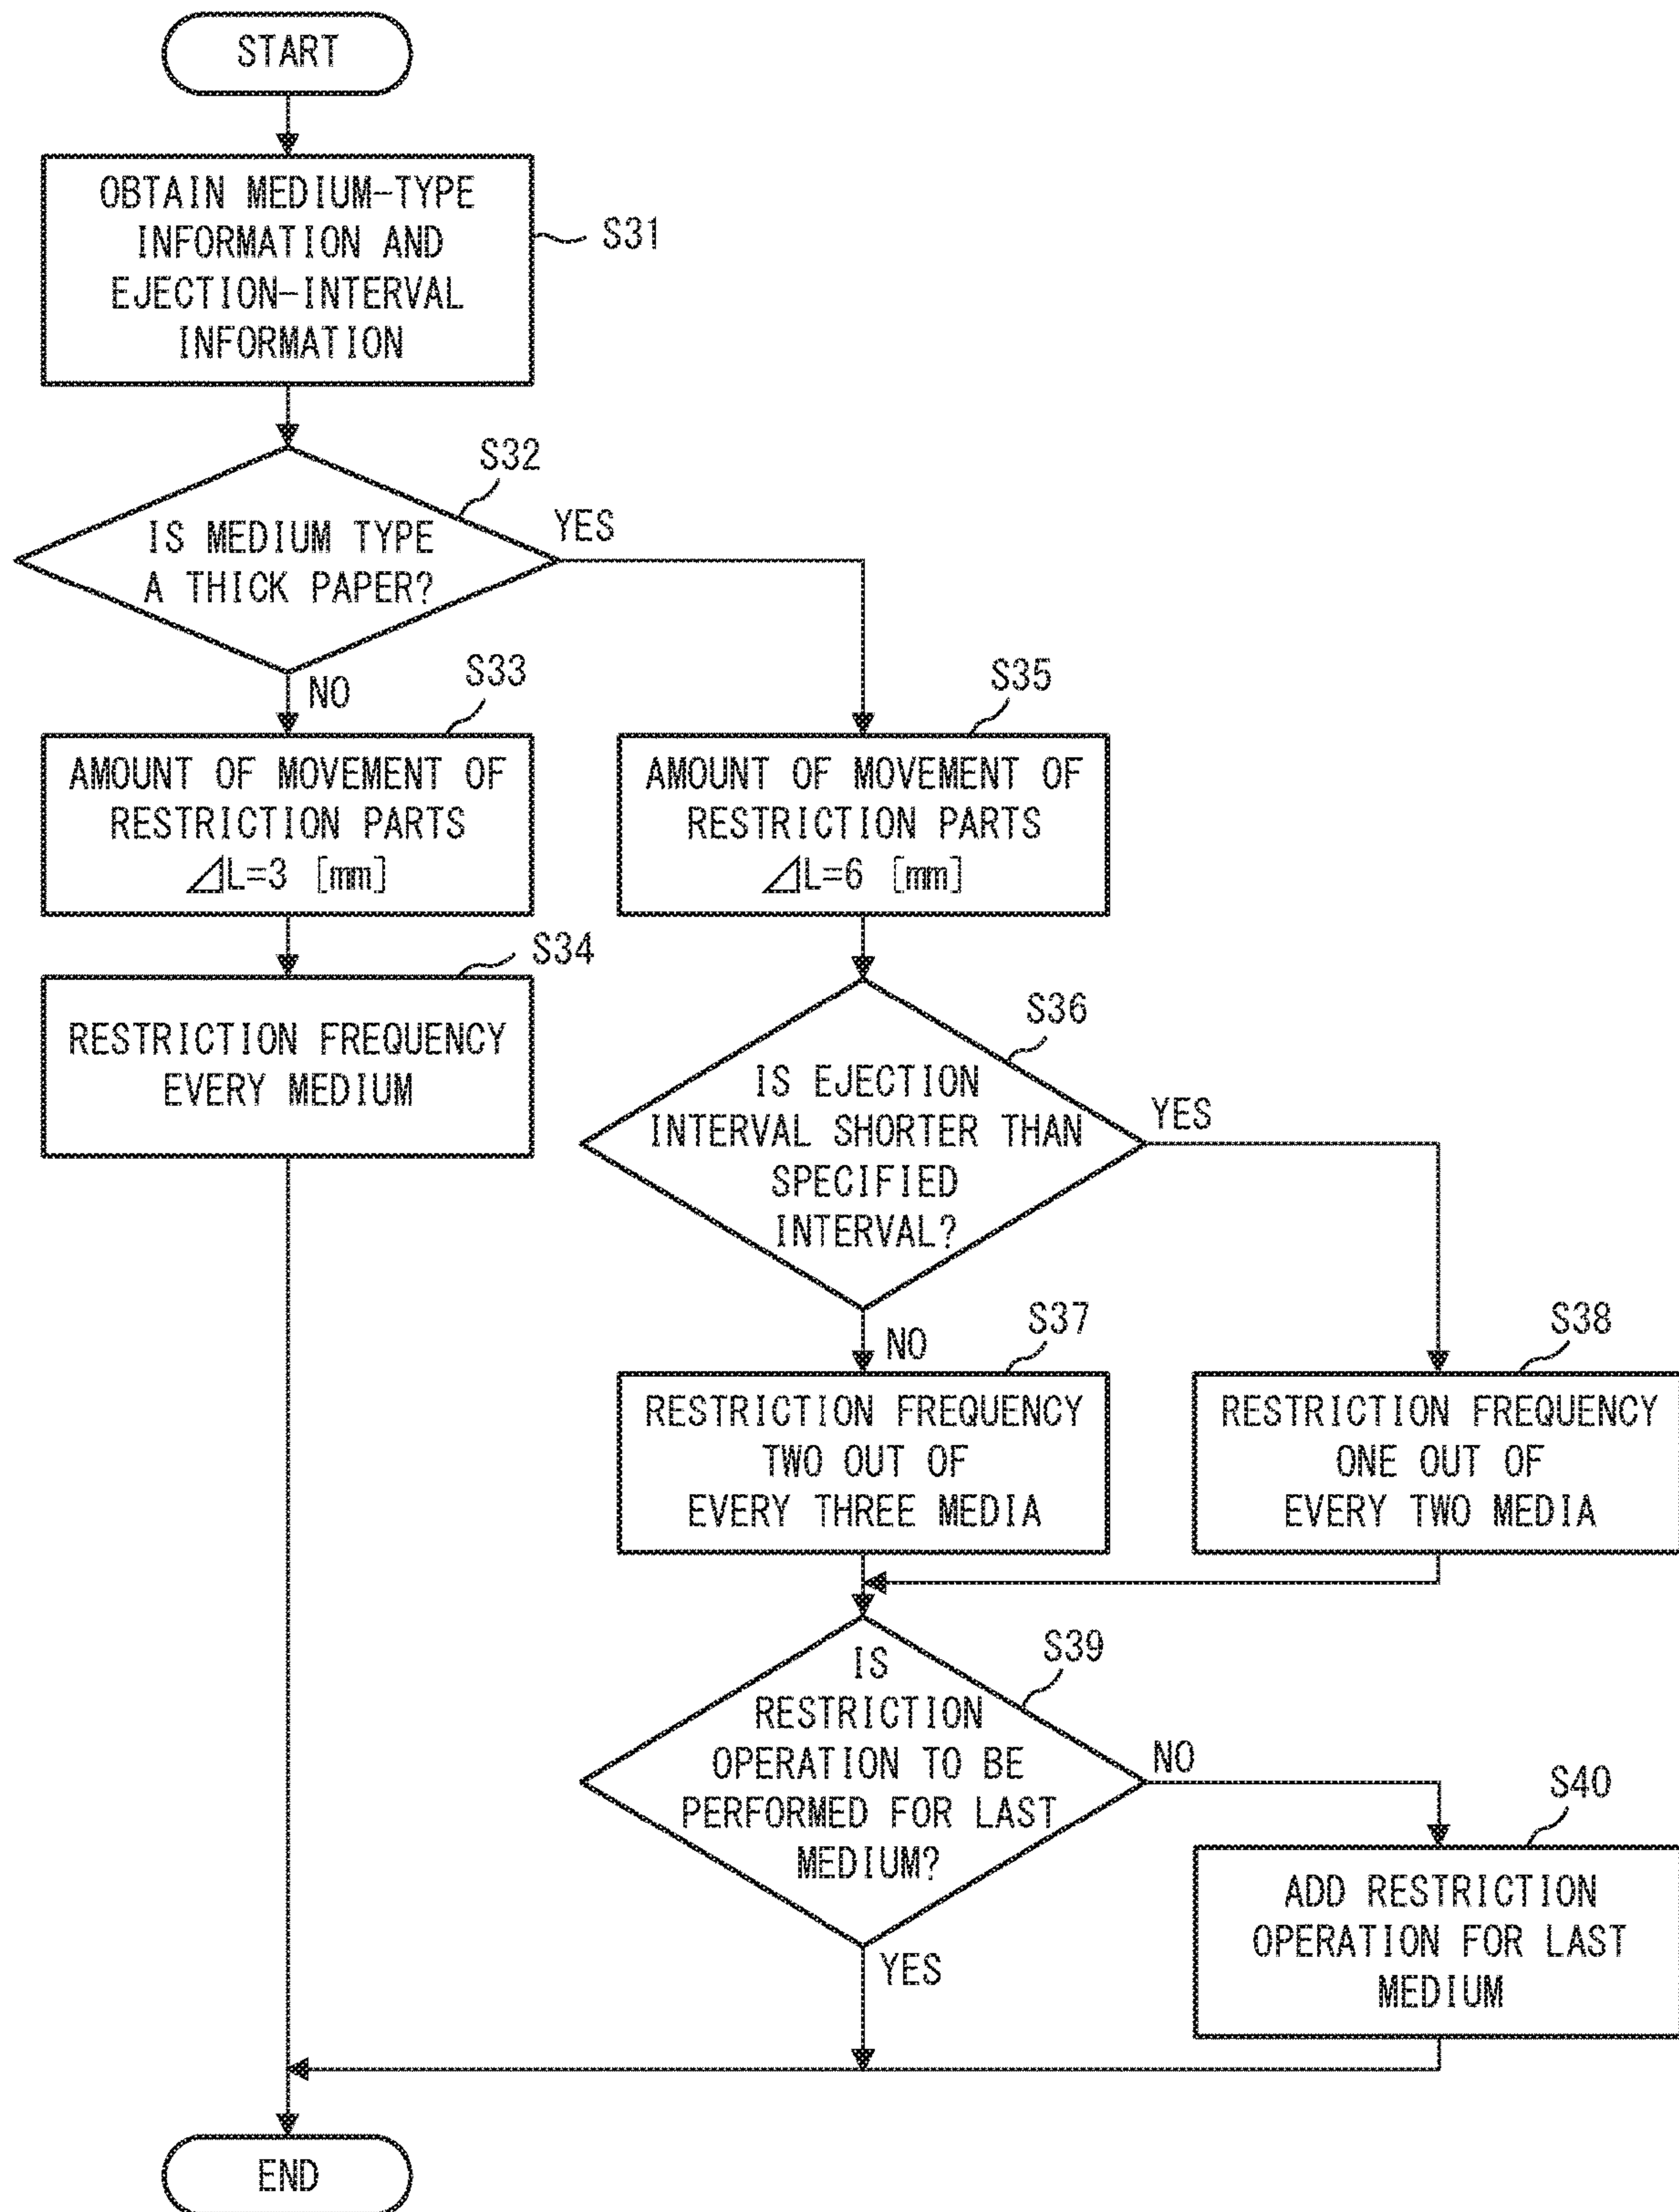 START
OBTAIN MEDIUM-TYPE
INFORMATION AND
EJECTION-INTERVAL
INFORMATION
S31
S32
IS MEDIUM TYPE
A THICK PAPER?
YES
NO
S33
AMOUNT OF MOVEMENT OF
RESTRICTION PARTS
⊿L=3 [mm]
S35
AMOUNT OF MOVEMENT OF
RESTRICTION PARTS
⊿L=6 [mm]
S34
RESTRICTION FREQUENCY
EVERY MEDIUM
S36
IS EJECTION
INTERVAL SHORTER THAN
SPECIFIED
INTERVAL?
YES
NO
S37
RESTRICTION FREQUENCY
TWO OUT OF
EVERY THREE MEDIA
S38
RESTRICTION FREQUENCY
ONE OUT OF
EVERY TWO MEDIA
S39
IS
RESTRICTION
OPERATION TO BE
PERFORMED FOR LAST
MEDIUM?
NO
YES
S40
ADD RESTRICTION
OPERATION FOR LAST
MEDIUM
END